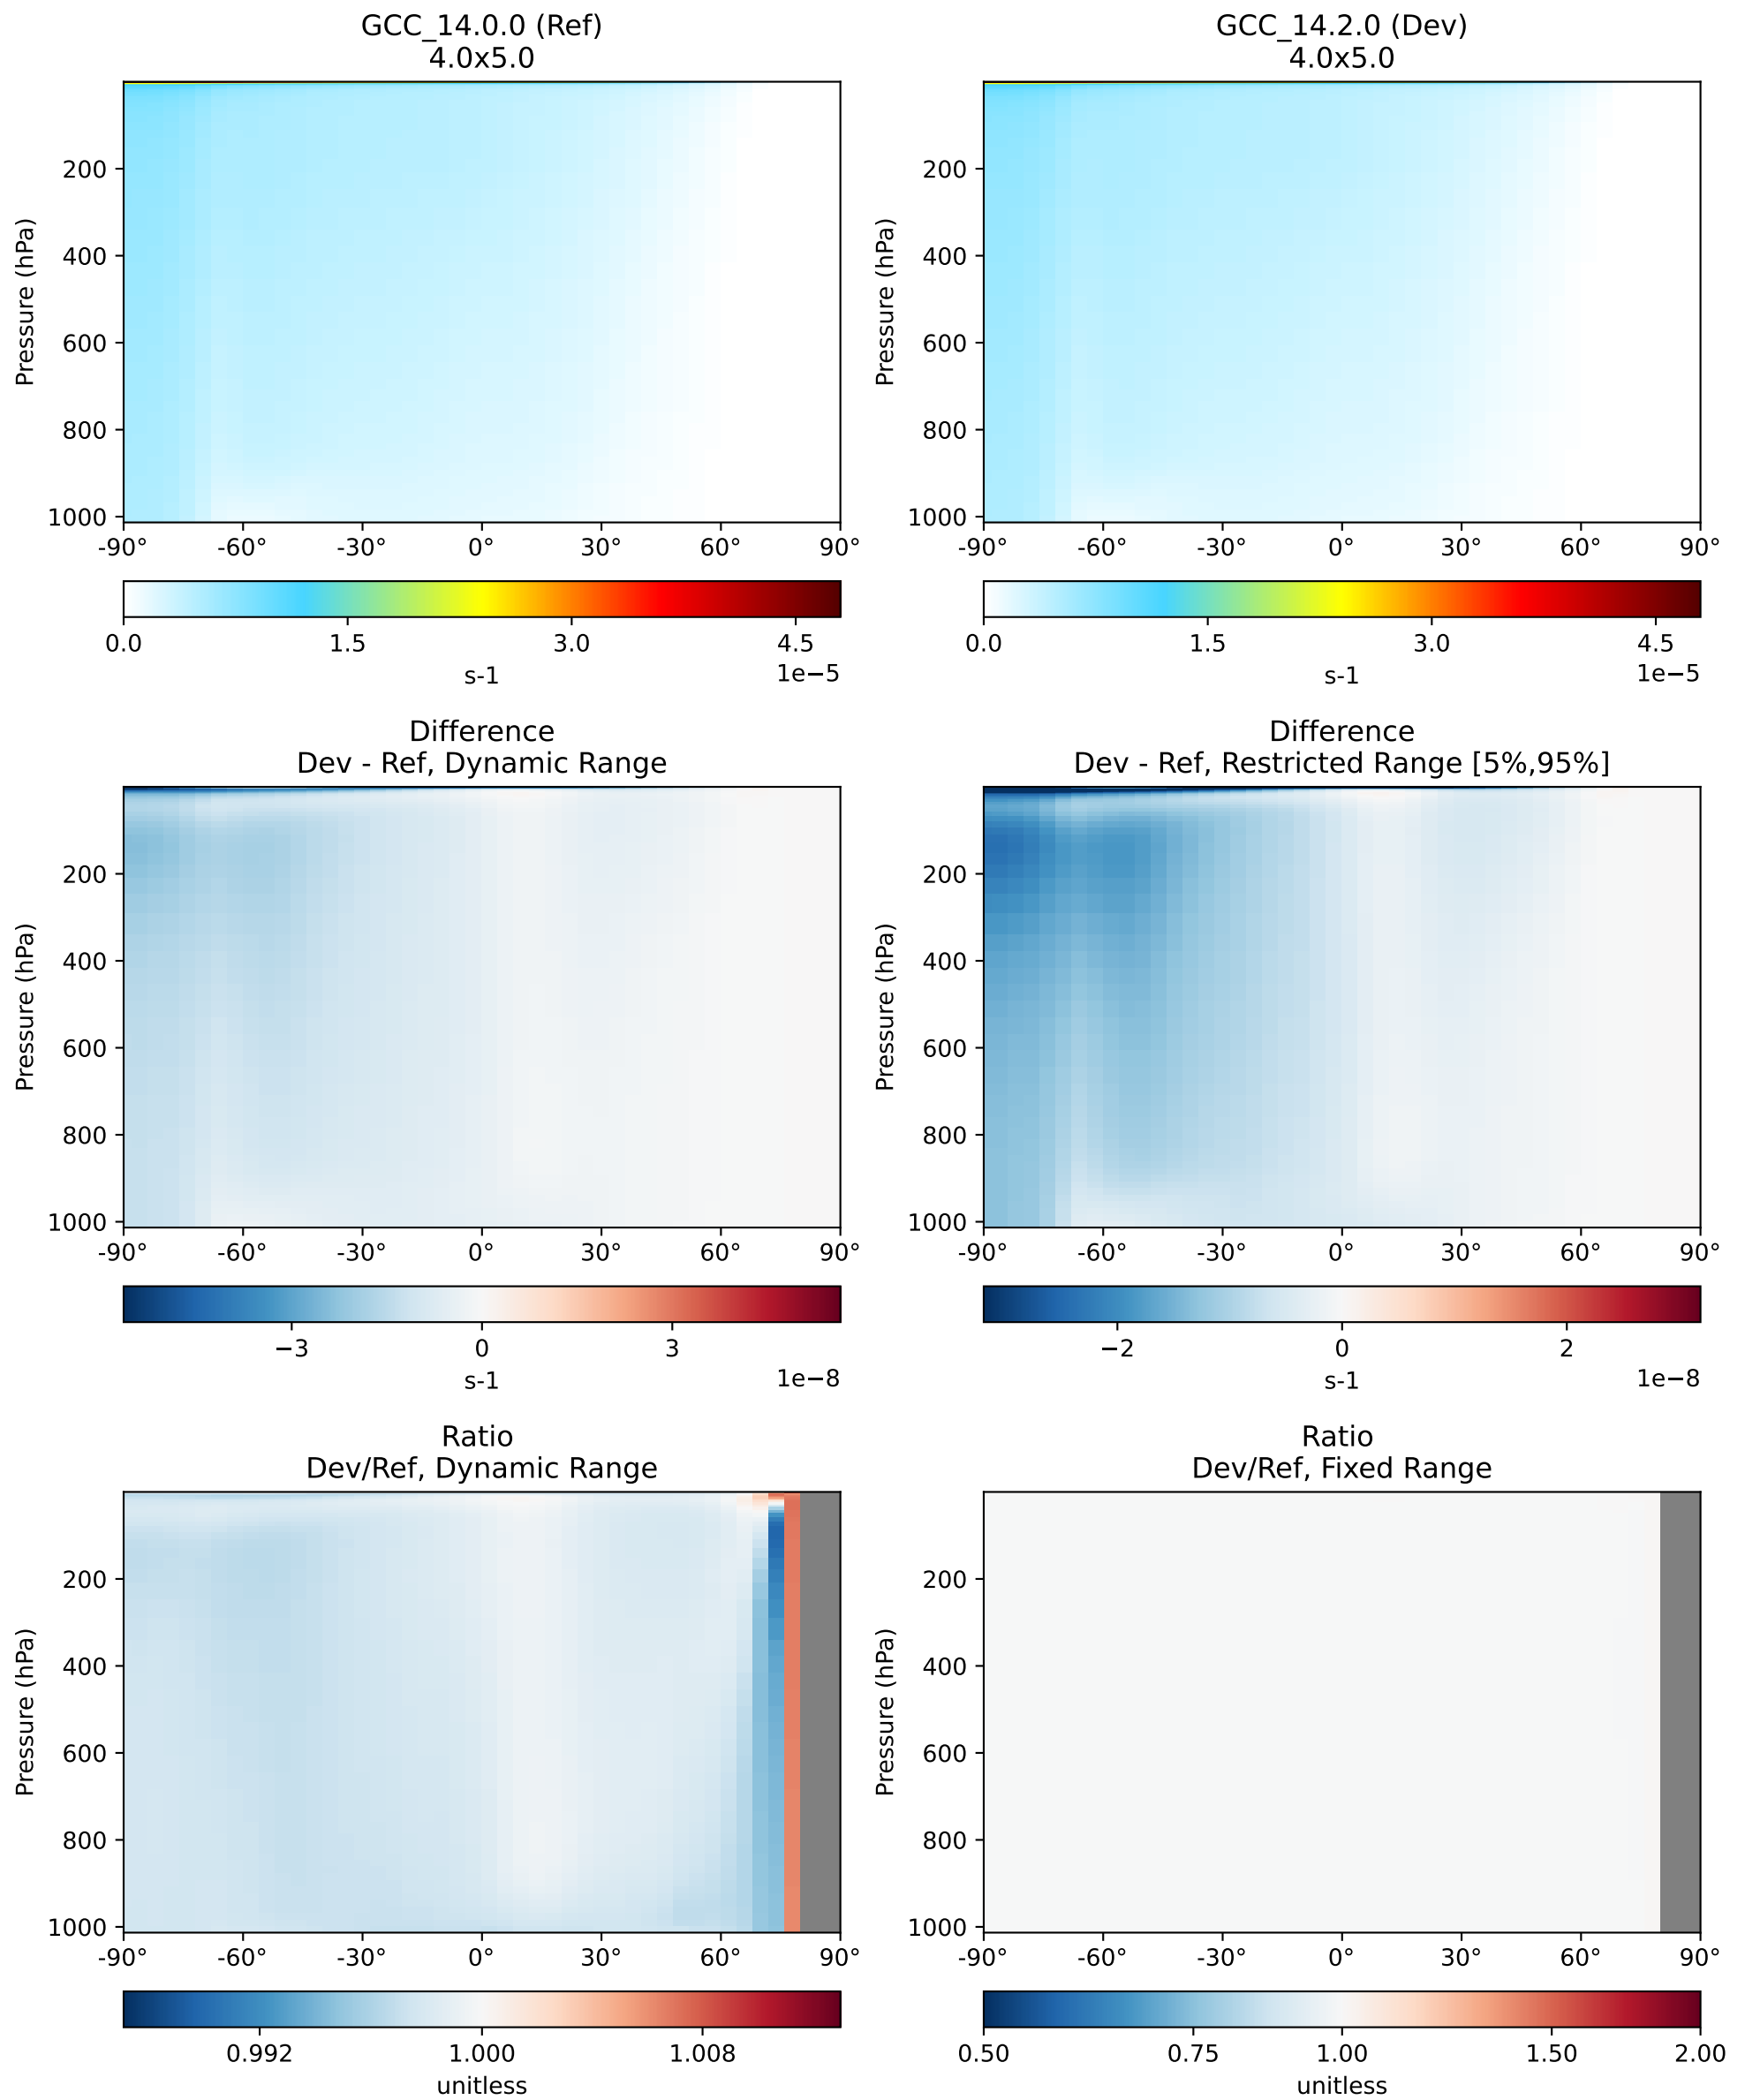 GCC_14.0.0 (Ref)
4.0x5.0
Pressure (hPa)
200
400
600
800
1000
-90° -60° -30° 0° 30° 60° 90°
0.0 1.5 3.0 4.5
1e−5
s-1
GCC_14.2.0 (Dev)
4.0x5.0
Pressure (hPa)
200
400
600
800
1000
-90° -60° -30° 0° 30° 60° 90°
0.0 1.5 3.0 4.5
1e−5
s-1
Difference
Dev - Ref, Dynamic Range
Pressure (hPa)
200
400
600
800
1000
-90° -60° -30° 0° 30° 60° 90°
−3 0 3
1e−8
s-1
Difference
Dev - Ref, Restricted Range [5%,95%]
Pressure (hPa)
200
400
600
800
1000
-90° -60° -30° 0° 30° 60° 90°
−2 0 2
1e−8
s-1
Ratio
Dev/Ref, Dynamic Range
Pressure (hPa)
200
400
600
800
1000
-90° -60° -30° 0° 30° 60° 90°
0.992 1.000 1.008
unitless
Ratio
Dev/Ref, Fixed Range
Pressure (hPa)
200
400
600
800
1000
-90° -60° -30° 0° 30° 60° 90°
0.50 0.75 1.00 1.50 2.00
unitless